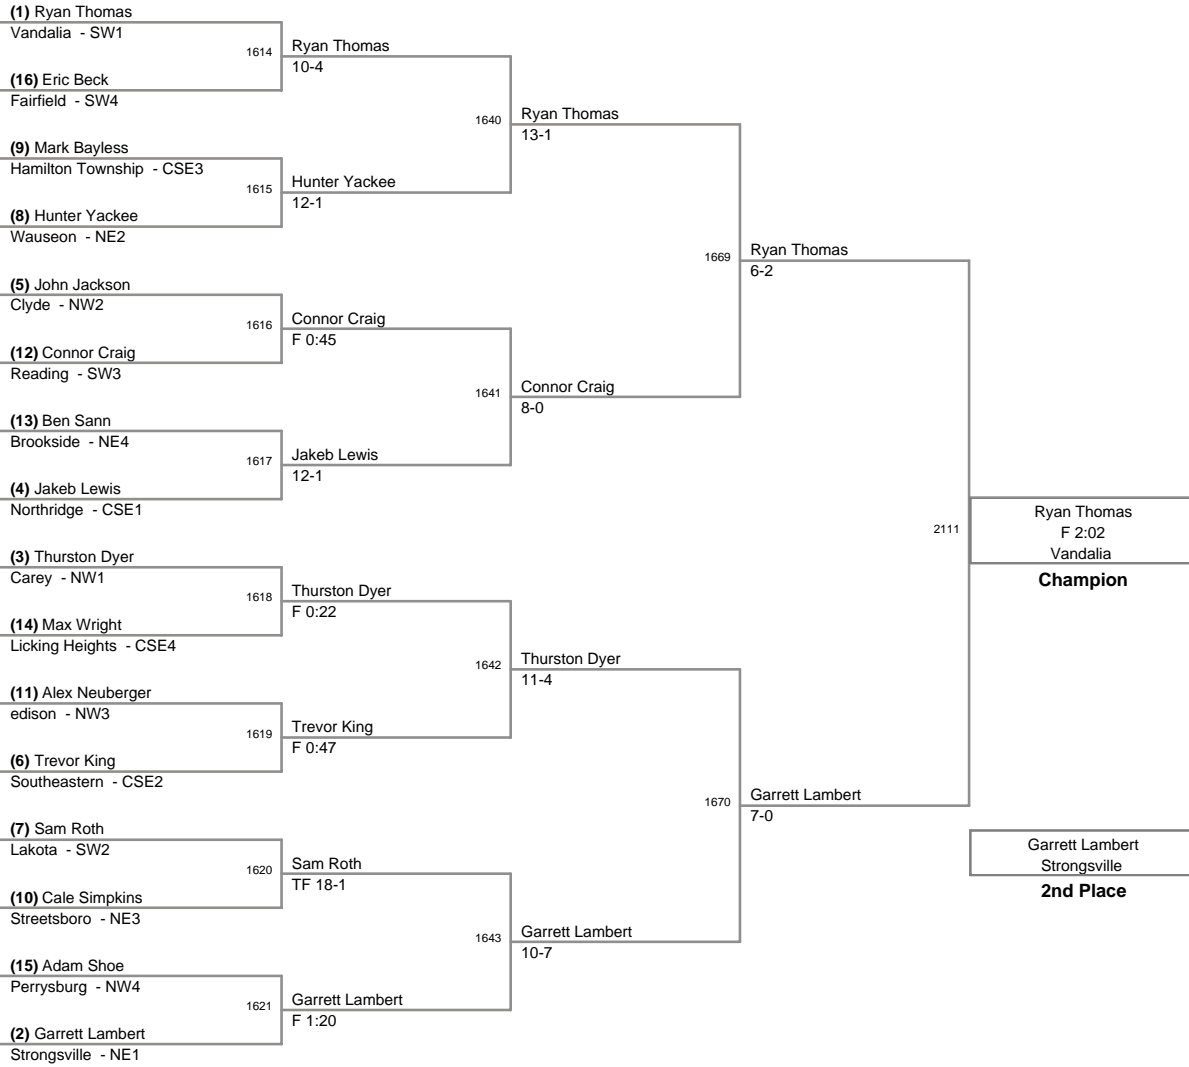 (1) Ryan Thomas
Vandalia - SW1
1614
Ryan Thomas
10-4
(16) Eric Beck
Fairfield - SW4
1640
Ryan Thomas
13-1
(9) Mark Bayless
Hamilton Township - CSE3
1615
Hunter Yackee
12-1
(8) Hunter Yackee
Wauseon - NE2
1669
Ryan Thomas
6-2
(5) John Jackson
Clyde - NW2
1616
Connor Craig
F 0:45
(12) Connor Craig
Reading - SW3
1641
Connor Craig
8-0
(13) Ben Sann
Brookside - NE4
1617
Jakeb Lewis
12-1
(4) Jakeb Lewis
Northridge - CSE1
2111
Ryan Thomas
F 2:02
Vandalia
Champion
(3) Thurston Dyer
Carey - NW1
1618
Thurston Dyer
F 0:22
(14) Max Wright
Licking Heights - CSE4
1642
Thurston Dyer
11-4
(11) Alex Neuberger
edison - NW3
1619
Trevor King
F 0:47
(6) Trevor King
Southeastern - CSE2
1670
Garrett Lambert
7-0
(7) Sam Roth
Lakota - SW2
1620
Sam Roth
TF 18-1
(10) Cale Simpkins
Streetsboro - NE3
Garrett Lambert
Strongsville
2nd Place
1643
Garrett Lambert
10-7
(15) Adam Shoe
Perrysburg - NW4
1621
Garrett Lambert
F 1:20
(2) Garrett Lambert
Strongsville - NE1